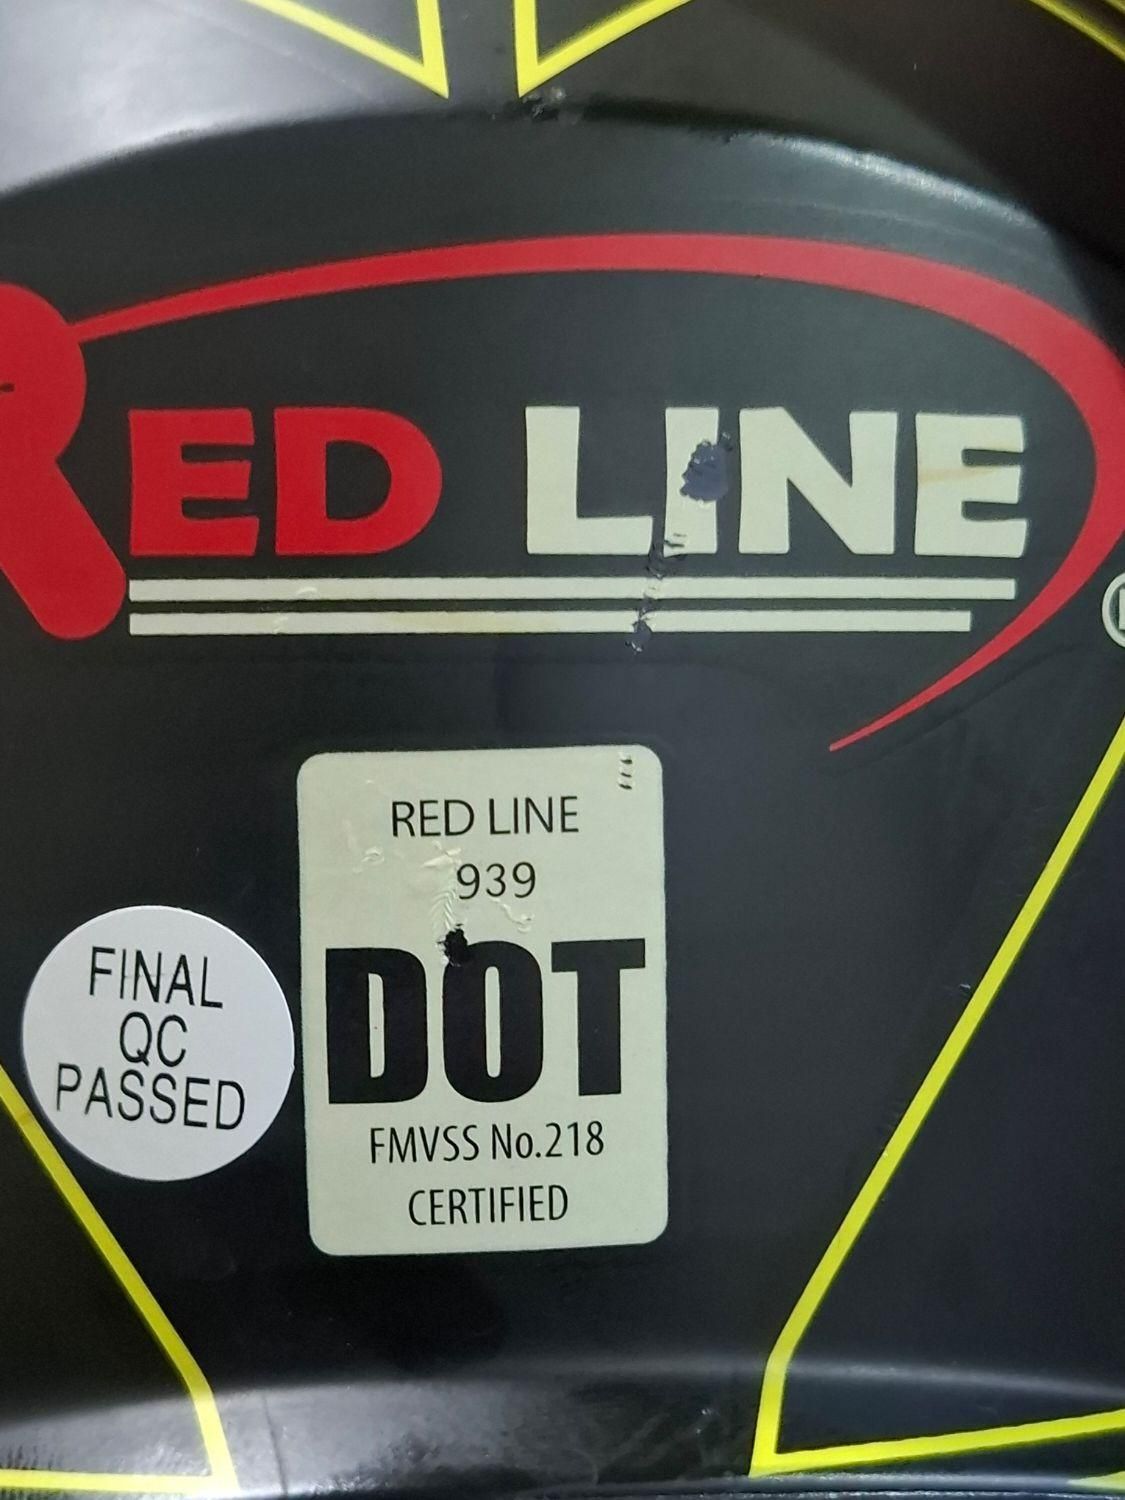 RED LINE
RED LINE
939
DOT
FMVSS No.218
CERTIFIED
FINAL
QC
PASSED